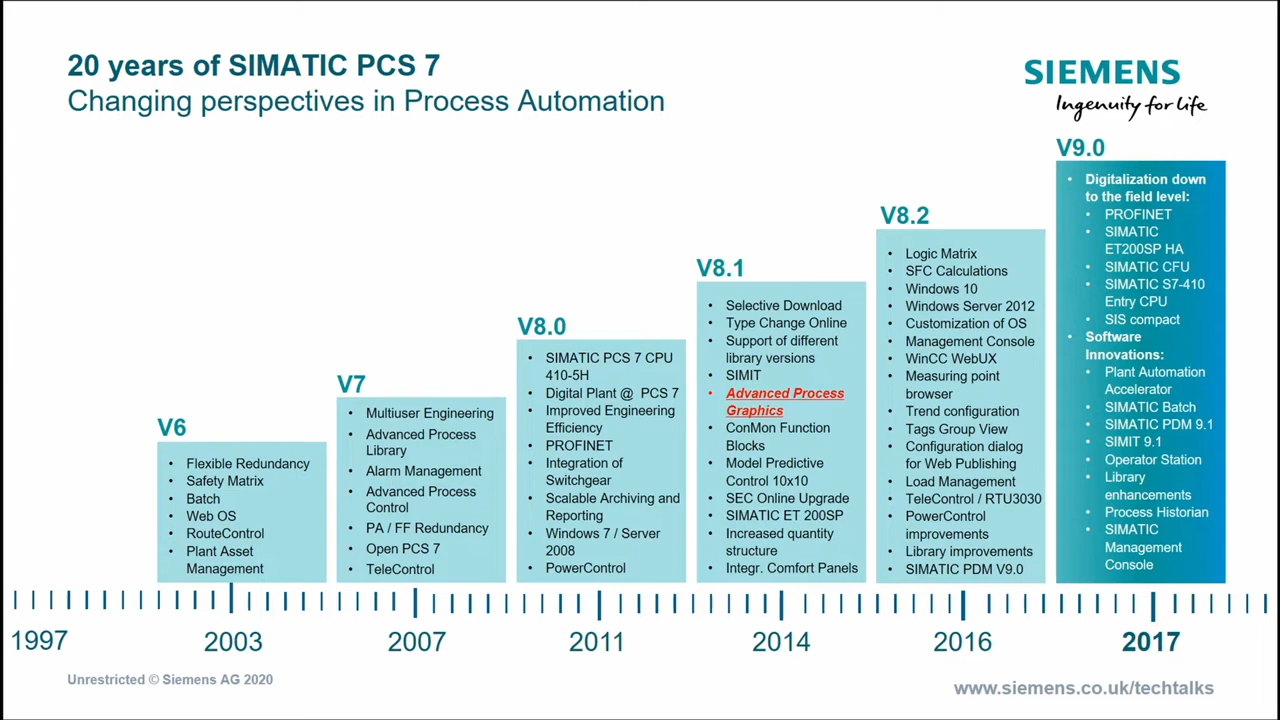 20 years of SIMATIC PCS 7
Changing perspectives in Process Automation
SIEMENS
Ingenuity for life
V6
• Flexible Redundancy
• Safety Matrix
• Batch
• Web OS
• RouteControl
• Plant Asset
Management
V7
• Multiuser Engineering
• Advanced Process
Library
• Alarm Management
• Advanced Process
Control
• PA / FF Redundancy
• Open PCS 7
• TeleControl
V8.0
• SIMATIC PCS 7 CPU
410-5H
• Digital Plant @ PCS 7
• Improved Engineering
Efficiency
• PROFINET
• Integration of
Switchgear
• Scalable Archiving and
Reporting
• Windows 7 / Server
2008
• PowerControl
V8.1
• Selective Download
• Type Change Online
• Support of different
library versions
• SIMIT
• Advanced Process
Graphics
• ConMon Function
Blocks
• Model Predictive
Control 10x10
• SEC Online Upgrade
• SIMATIC ET 200SP
• Increased quantity
structure
• Integr. Comfort Panels
V8.2
• Logic Matrix
• SFC Calculations
• Windows 10
• Windows Server 2012
• Customization of OS
• Management Console
• WinCC WebUX
• Measuring point
browser
• Trend configuration
• Tags Group View
• Configuration dialog
for Web Publishing
• Load Management
• TeleControl / RTU3030
• PowerControl
improvements
• Library improvements
• SIMATIC PDM V9.0
V9.0
• Digitalization down
to the field level:
• PROFINET
• SIMATIC
ET200SP HA
• SIMATIC CFU
• SIMATIC S7-410
Entry CPU
• SIS compact
• Software
Innovations:
• Plant Automation
Accelerator
• SIMATIC Batch
• SIMATIC PDM 9.1
• SIMIT 9.1
• Operator Station
• Library
enhancements
• Process Historian
• SIMATIC
Management
Console
1997 2003 2007 2011 2014 2016 2017
Unrestricted © Siemens AG 2020
www.siemens.co.uk/techtalks